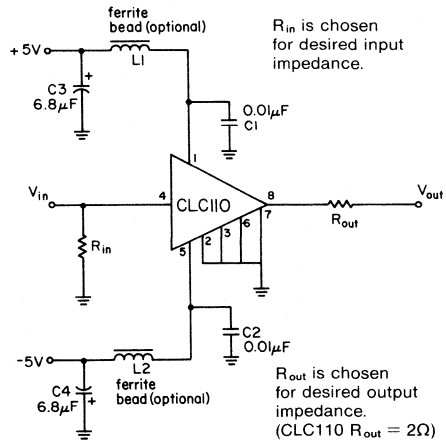 ferrite
bead (optional)
+5V
L1
C3
+
6.8μF
R_in is chosen
for desired input
impedance.
0.01μF
C1
1
V_in
4
CLC110
8
V_out
7
R_out
R_in
5
2
3
6
-5V
L2
ferrite
bead (optional)
C4
+
6.8μF
C2
0.01μF
R_out is chosen
for desired output
impedance.
(CLC110 R_out = 2Ω)